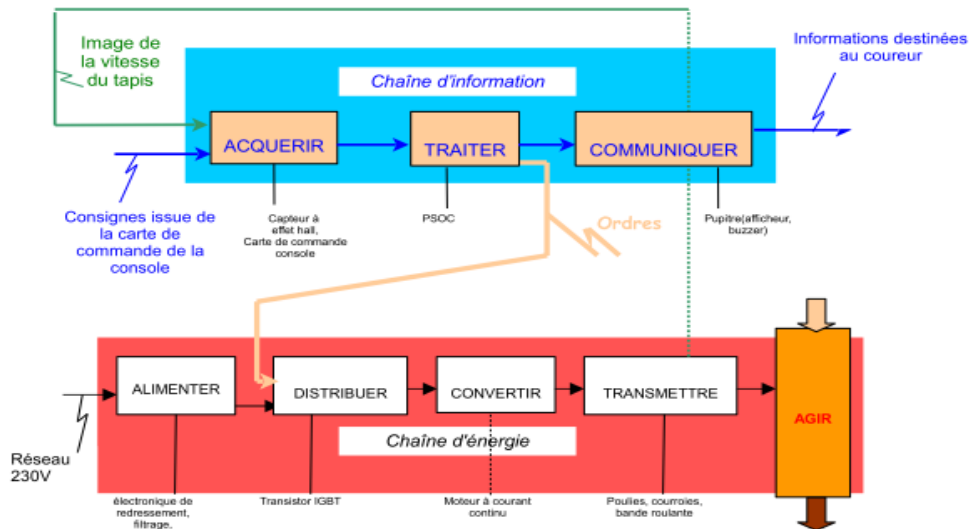 Image de
la vitesse
du tapis
Informations destinées
au coureur
Chaîne d'information
ACQUERIR
TRAITER
COMMUNIQUER
Consignes issue de
la carte de
commande de la
console
Capteur à
effet hall,
Carte de commande
console
PSOC
Ordres
Pupitre(afficheur,
buzzer)
ALIMENTER
DISTRIBUER
CONVERTIR
TRANSMETTRE
AGIR
Chaîne d'énergie
Réseau
230V
électronique de
redressement,
filtrage,
Transistor IGBT
Moteur à courant
continu
Poulies, courroies,
bande roulante